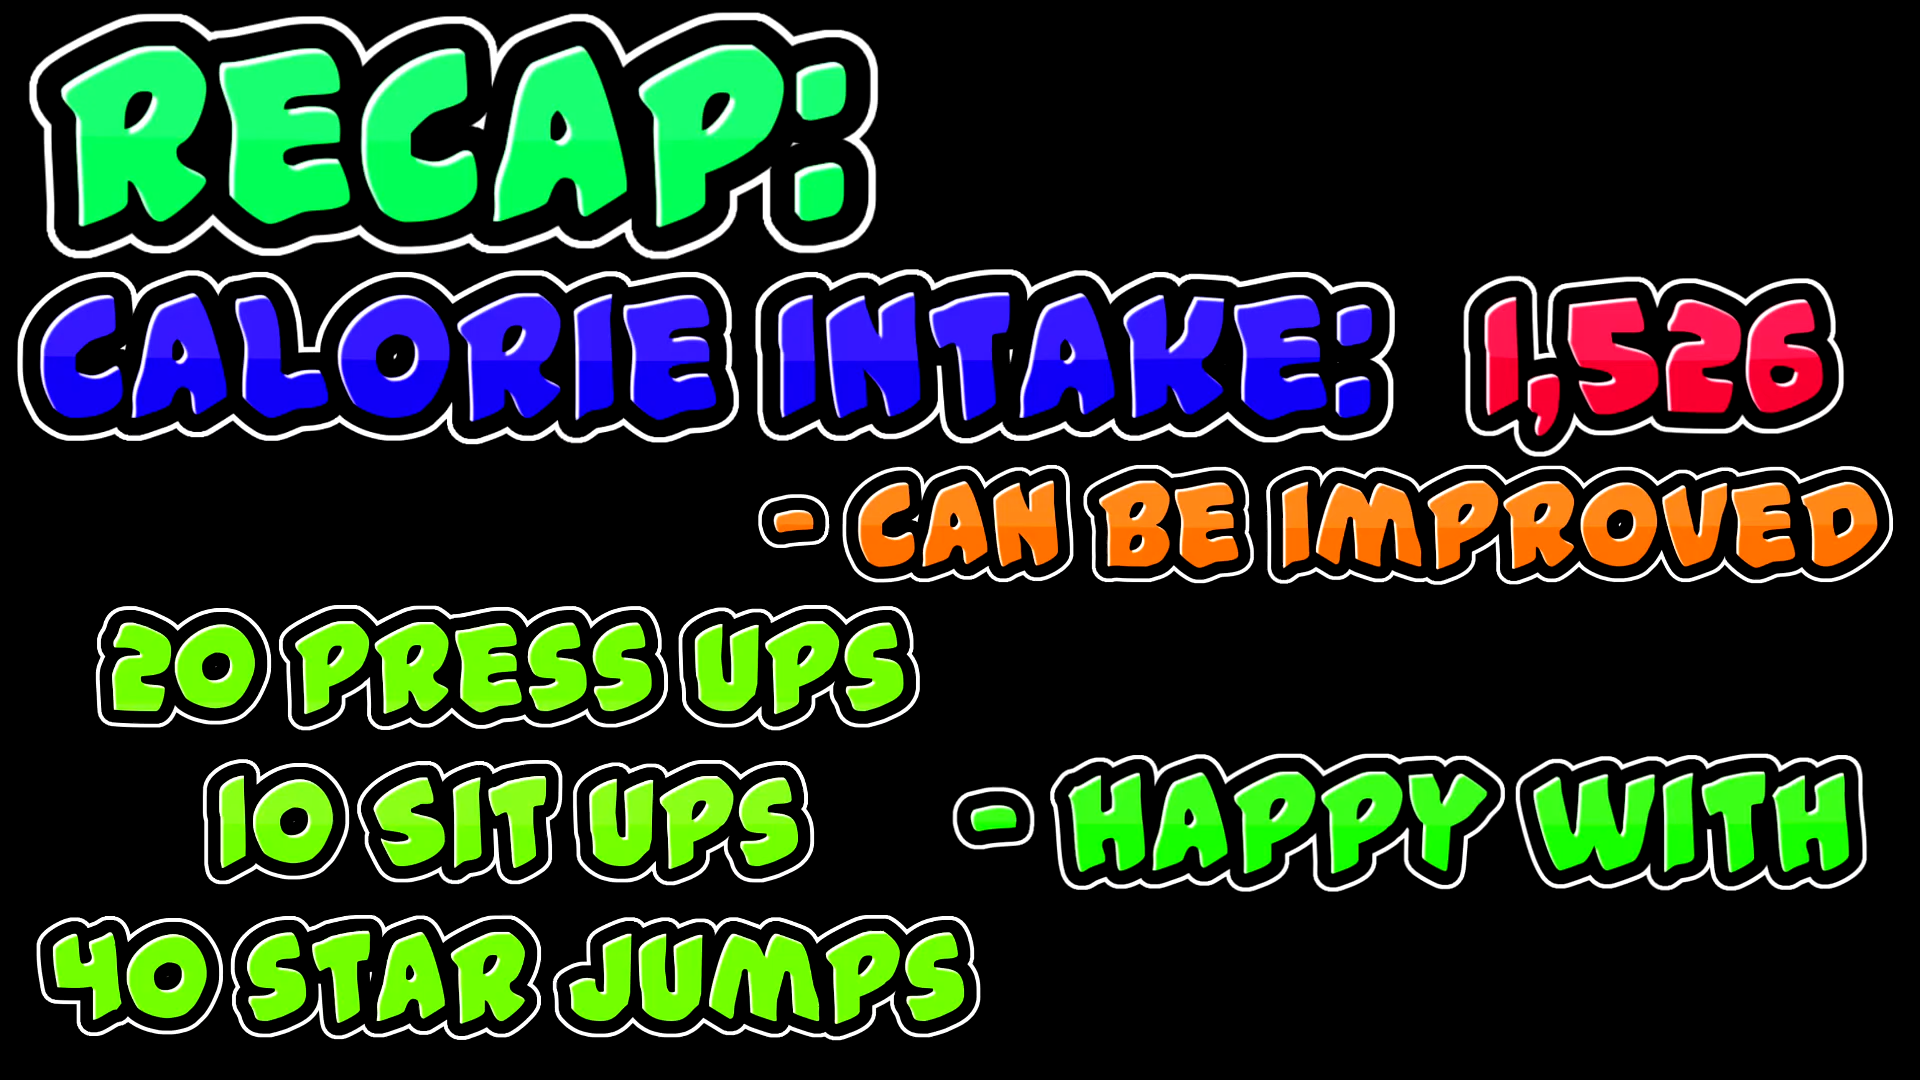 RECAP:
CALORIE INTAKE: 1,526
- CAN BE IMPROVED
20 PRESS UPS
10 SIT UPS - HAPPY WITH
40 STAR JUMPS